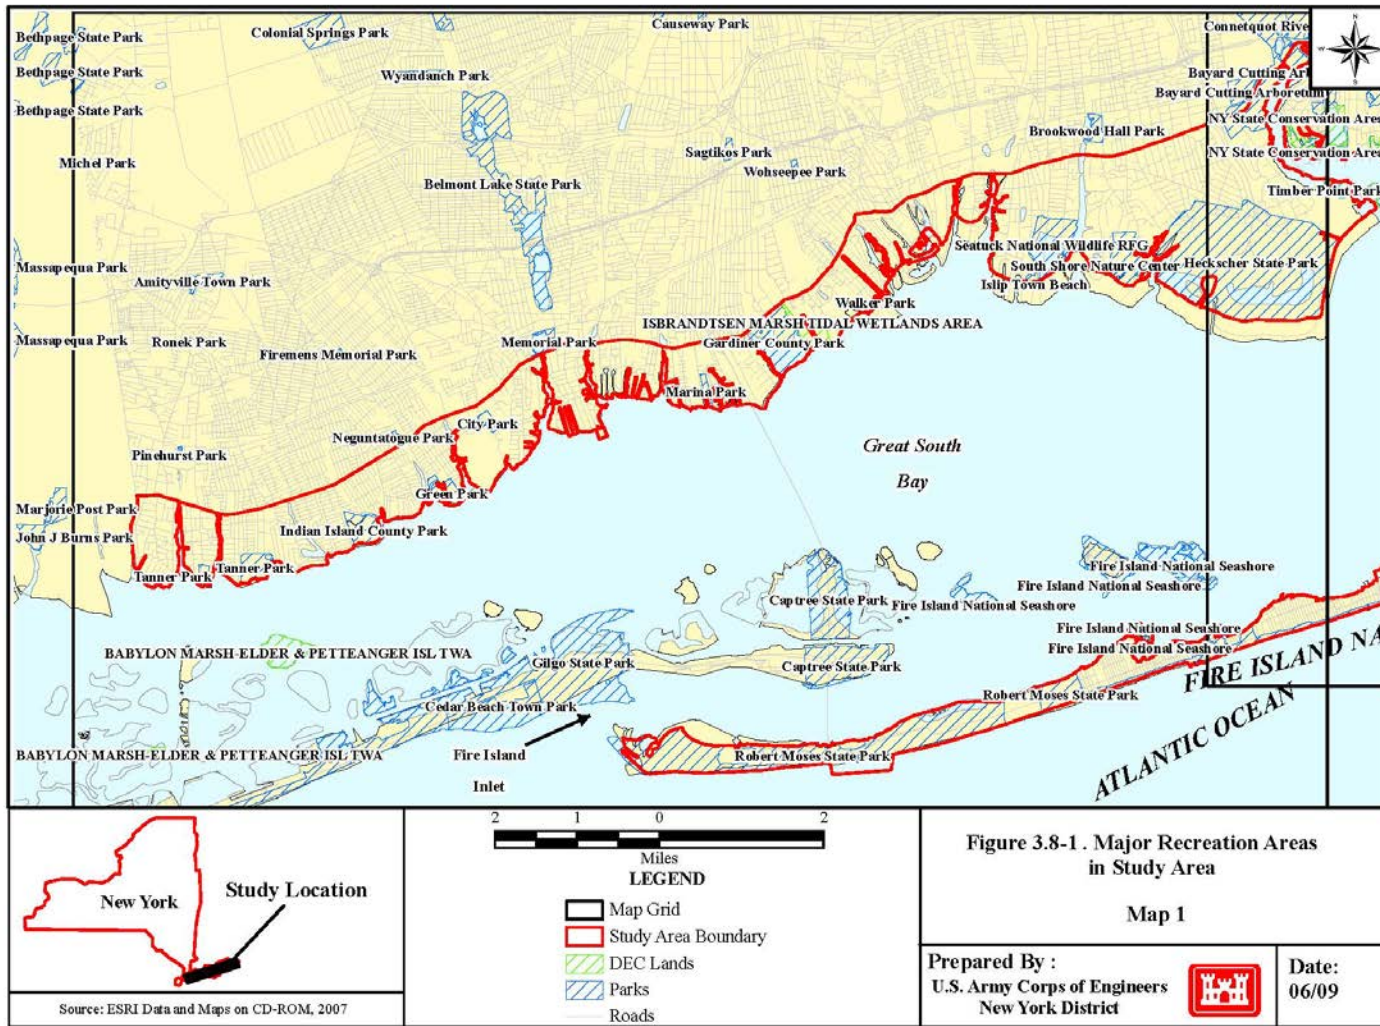 Causeway Park
Connetquot Rive
Colonial Springs Park
Bethpage State Park
N
W
S
Bethpage State Park
Wyandanch Park
Bayard Cutting Arb
Bayard Cutting Arboretum
Bethpage State Park
NY State Conservation Area
Brookwood Hall Park
Sagtikos Park
NY State Conservation Area
Michel Park
Wohseepee Park
Belmont Lake State Park
Timber Point Park
Seatuck National Wildlife RFG
Massapequa Park
South Shore Nature Center
Heckscher State Park
Amityville Town Park
Islip Town Beach
Walker Park
ISBRANDTSEN MARSH TIDAL WETLANDS AREA
Massapequa Park
Ronek Park
Memorial Park
Gardiner County Park
Firemens Memorial Park
Marina Park
City Park
Neguntatogue Park
Great South
Bay
Pinehurst Park
Green Park
Marjorie Post Park
Indian Island County Park
John J Burns Park
Tanner Park
Tanner Park
Fire Island National Seashore
Fire Island National Seashore
Captree State Park
Fire Island National Seashore
Fire Island National Seashore
Fire Island National Seashore
BABYLON MARSH-ELDER & PETTEANGER ISL TWA
Gilgo State Park
Captree State Park
FIRE ISLAND NA
Robert Moses State Park
Cedar Beach Town Park
ATLANTIC OCEAN
BABYLON MARSH-ELDER & PETTEANGER ISL TWA
Fire Island
Inlet
Robert Moses State Park
New York
Study Location
Source: ESRI Data and Maps on CD-ROM, 2007
2 1 0 2
Miles
LEGEND
Map Grid
Study Area Boundary
DEC Lands
Parks
Roads
Figure 3.8-1 . Major Recreation Areas
in Study Area
Map 1
Prepared By :
U.S. Army Corps of Engineers
New York District
Date:
06/09